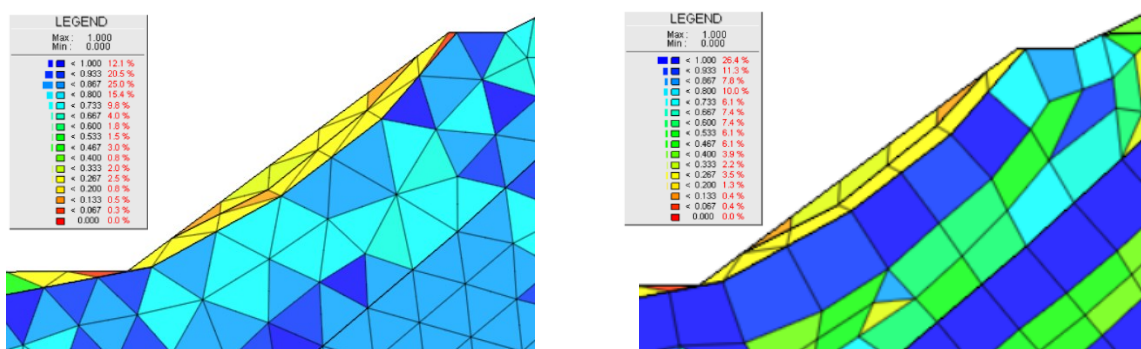 LEGEND
Max : 1.000
Min : 0.000
< 1.000 12.1 %
< 0.933 20.5 %
< 0.867 25.0 %
< 0.800 15.4 %
< 0.733 9.8 %
< 0.667 4.0 %
< 0.600 1.8 %
< 0.533 1.5 %
< 0.467 3.0 %
< 0.400 0.8 %
< 0.333 2.0 %
< 0.267 2.5 %
< 0.200 0.8 %
< 0.133 0.5 %
< 0.067 0.3 %
0.000 0.0 %
LEGEND
Max : 1.000
Min : 0.000
< 1.000 26.4 %
< 0.933 11.3 %
< 0.867 7.8 %
< 0.800 10.0 %
< 0.733 6.1 %
< 0.667 7.4 %
< 0.600 7.4 %
< 0.533 6.1 %
< 0.467 6.1 %
< 0.400 3.9 %
< 0.333 2.2 %
< 0.267 3.5 %
< 0.200 1.3 %
< 0.133 0.4 %
< 0.067 0.4 %
0.000 0.0 %